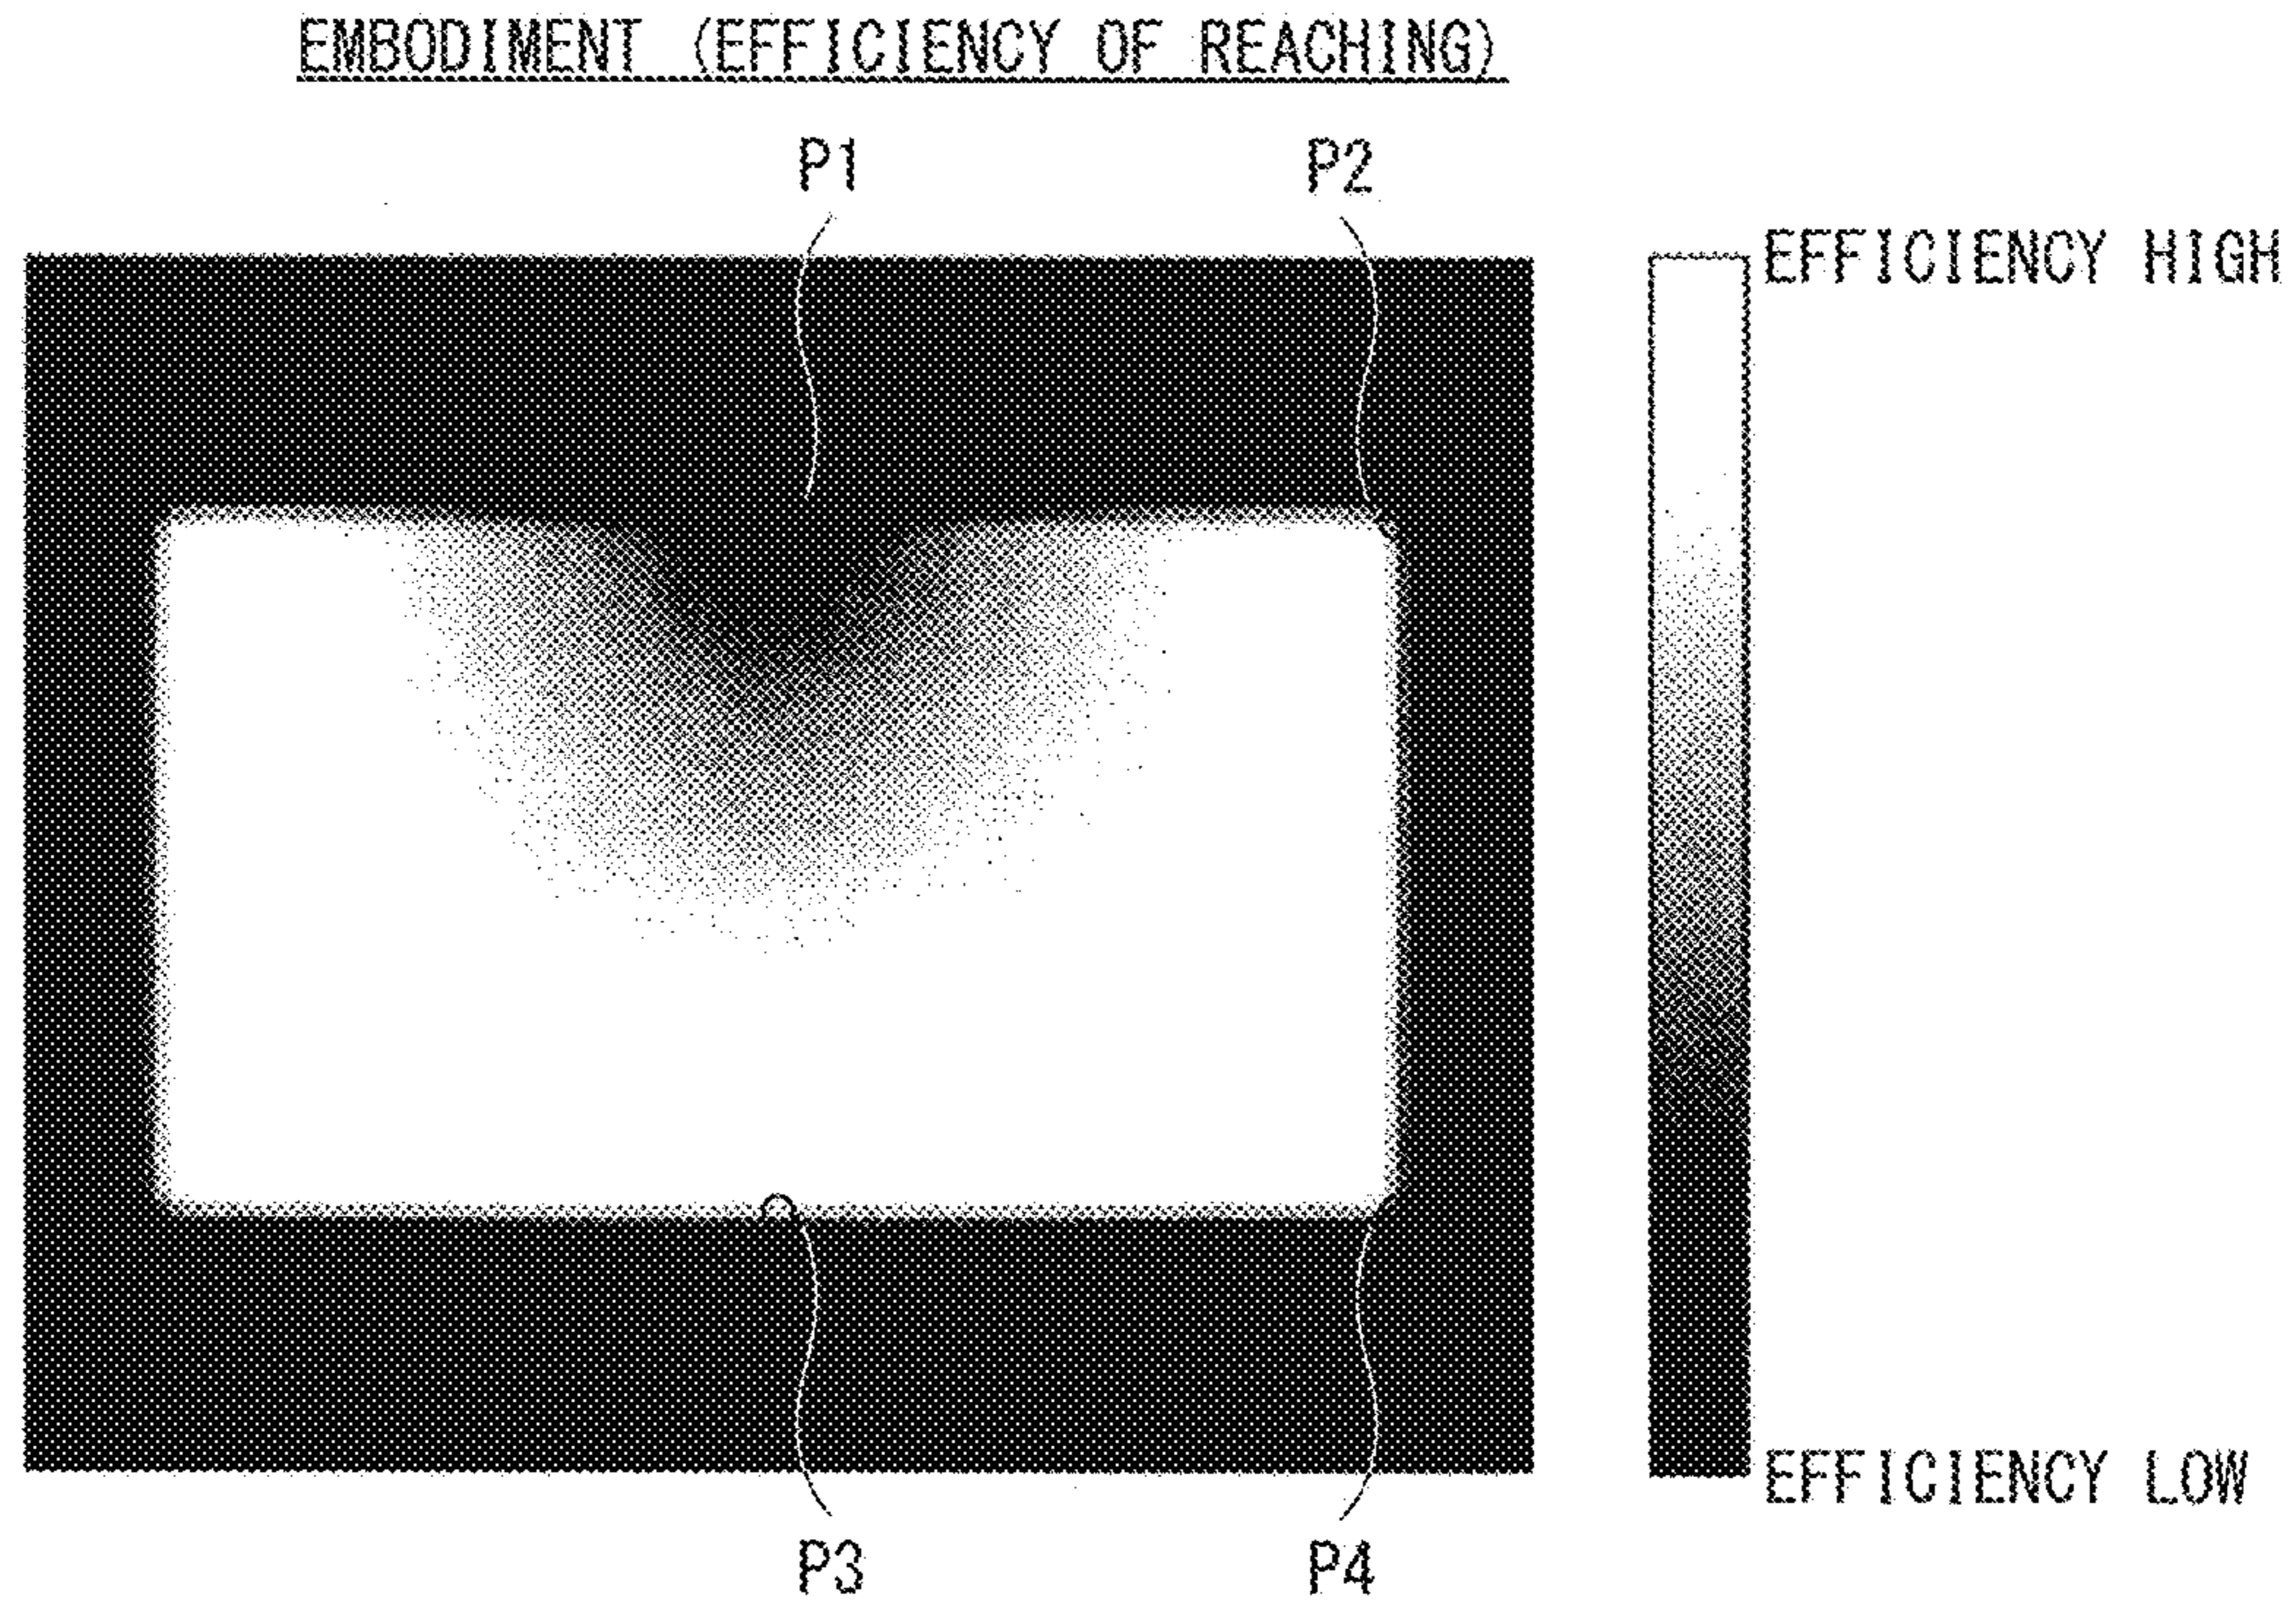 EMBODIMENT (EFFICIENCY OF REACHING)
P1 P2
EFFICIENCY HIGH
EFFICIENCY LOW
P3 P4